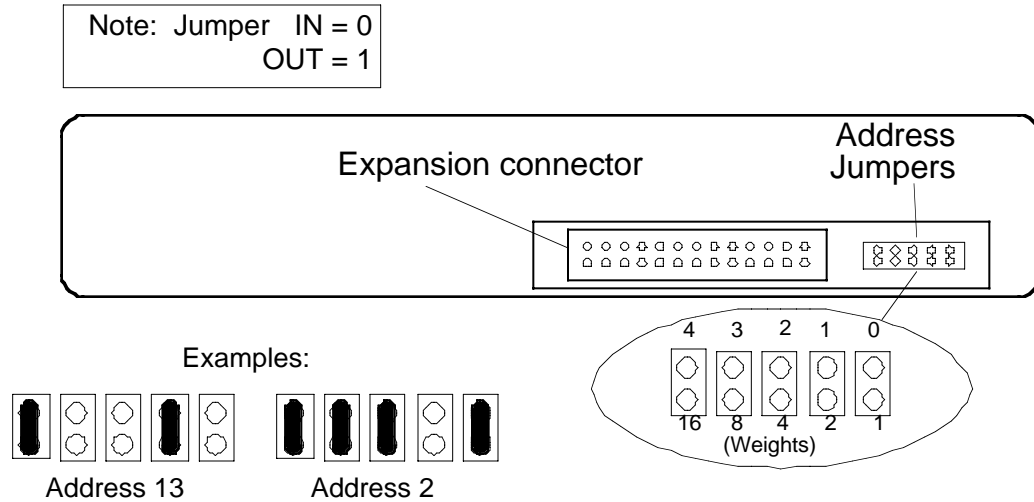 Note: Jumper IN = 0
OUT = 1
Address
Jumpers
Expansion connector
4 3 2 1 0
16 8 4 2 1
(Weights)
Examples:
Address 13
Address 2